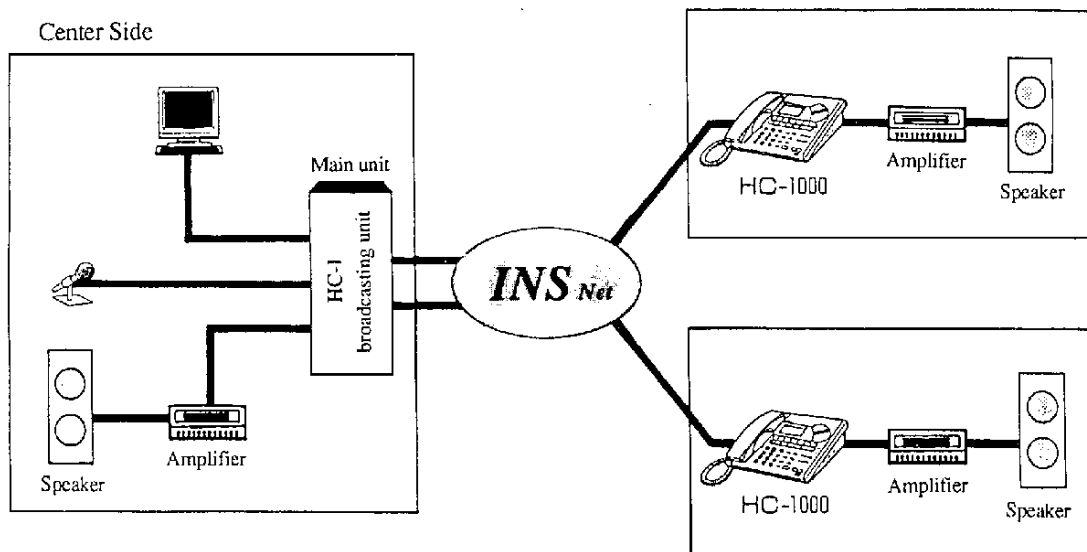 Center Side
Main unit
HC-1
broadcasting unit
Amplifier
Speaker
INS Net
HC-1000
Amplifier
Speaker
HC-1000
Amplifier
Speaker